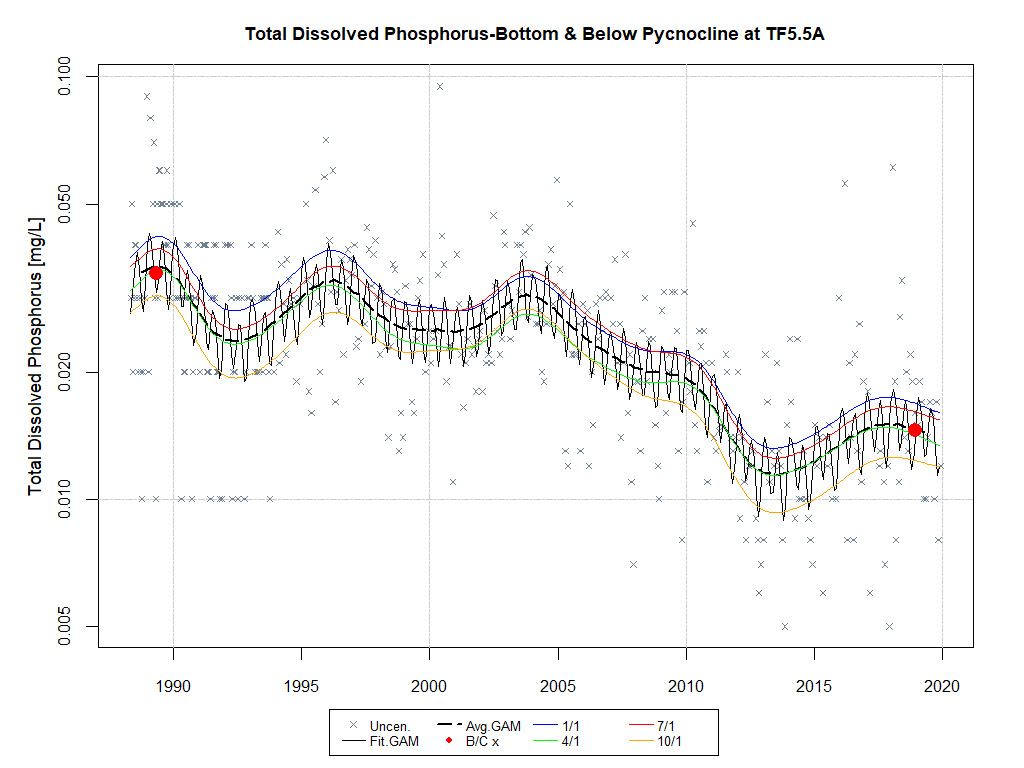 Total Dissolved Phosphorus-Bottom & Below Pycnocline at TF5.5A
Total Dissolved Phosphorus [mg/L]
0.100
0.050
0.020
0.010
0.005
1990 1995 2000 2005 2010 2015 2020
Uncen. Avg.GAM 1/1 7/1
Fit.GAM B/C x 4/1 10/1